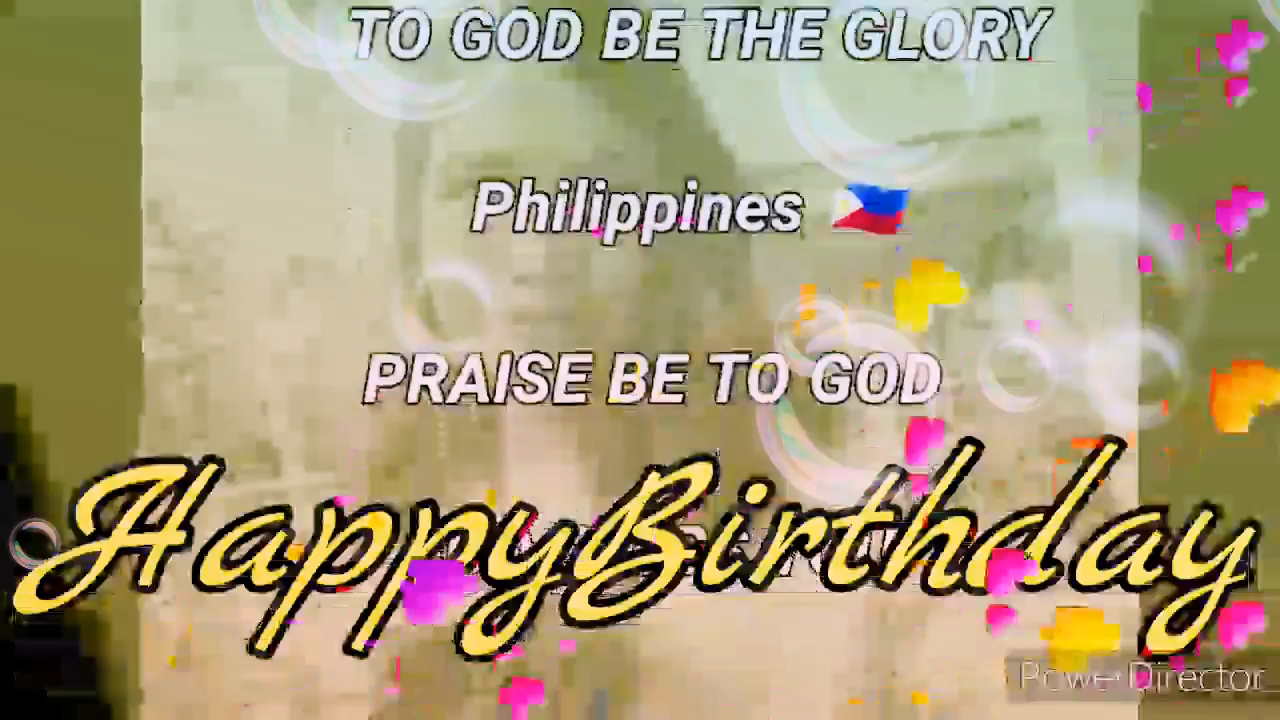 TO GOD BE THE GLORY
Philippines 🇵🇭
PRAISE BE TO GOD
HappyBirthday
PowerDirector